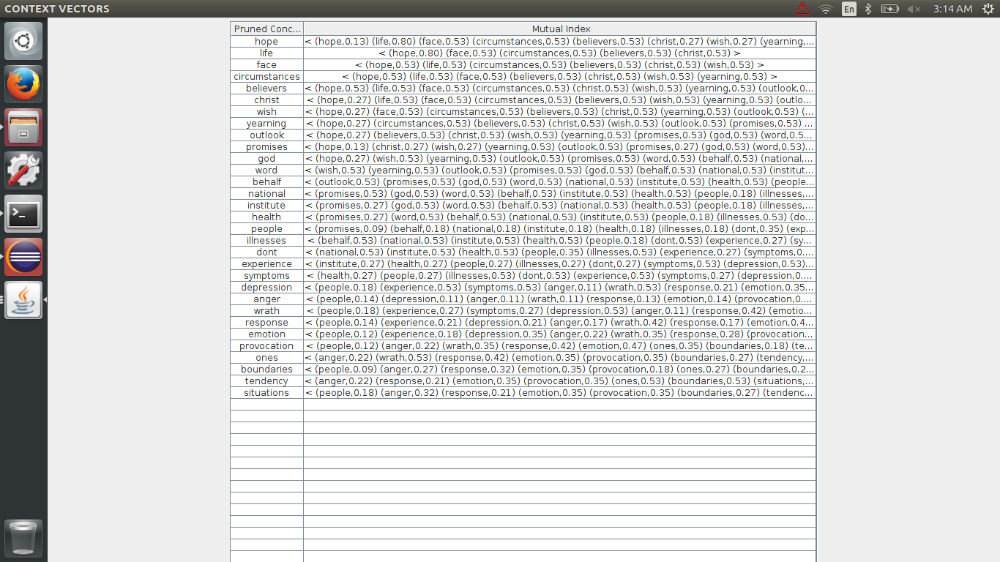 CONTEXT VECTORS En 3:14 AM
Pruned Conc... Mutual Index
hope < (hope,0.13) (life,0.80) (face,0.53) (circumstances,0.53) (believers,0.53) (christ,0.27) (wish,0.27) (yearning,...
life < (hope,0.80) (face,0.53) (circumstances,0.53) (believers,0.53) (christ,0.53) >
face < (hope,0.53) (life,0.53) (circumstances,0.53) (believers,0.53) (christ,0.53) (wish,0.53) >
circumstances < (hope,0.53) (life,0.53) (face,0.53) (believers,0.53) (christ,0.53) (wish,0.53) (yearning,0.53) >
believers < (hope,0.53) (life,0.53) (face,0.53) (circumstances,0.53) (christ,0.53) (wish,0.53) (yearning,0.53) (outlook,0...
christ < (hope,0.27) (life,0.53) (face,0.53) (circumstances,0.53) (believers,0.53) (wish,0.53) (yearning,0.53) (outlo...
wish < (hope,0.27) (face,0.53) (circumstances,0.53) (believers,0.53) (christ,0.53) (yearning,0.53) (outlook,0.53) (...
yearning < (hope,0.27) (circumstances,0.53) (believers,0.53) (christ,0.53) (wish,0.53) (outlook,0.53) (promises,0.53) ...
outlook < (hope,0.27) (believers,0.53) (christ,0.53) (wish,0.53) (yearning,0.53) (promises,0.53) (god,0.53) (word,0.5...
promises < (hope,0.13) (christ,0.27) (wish,0.27) (yearning,0.53) (outlook,0.53) (promises,0.27) (god,0.53) (word,0.53)...
god < (hope,0.27) (wish,0.53) (yearning,0.53) (outlook,0.53) (promises,0.53) (word,0.53) (behalf,0.53) (national,...
word < (wish,0.53) (yearning,0.53) (outlook,0.53) (promises,0.53) (god,0.53) (behalf,0.53) (national,0.53) (institut...
behalf < (outlook,0.53) (promises,0.53) (god,0.53) (word,0.53) (national,0.53) (institute,0.53) (health,0.53) (people...
national < (promises,0.53) (god,0.53) (word,0.53) (behalf,0.53) (institute,0.53) (health,0.53) (people,0.18) (illnesses,...
institute < (promises,0.27) (god,0.53) (word,0.53) (behalf,0.53) (national,0.53) (health,0.53) (people,0.18) (illnesses,...
health < (promises,0.27) (word,0.53) (behalf,0.53) (national,0.53) (institute,0.53) (people,0.18) (illnesses,0.53) (do...
people < (promises,0.09) (behalf,0.18) (national,0.18) (institute,0.18) (health,0.18) (illnesses,0.18) (dont,0.35) (exp...
illnesses < (behalf,0.53) (national,0.53) (institute,0.53) (health,0.53) (people,0.18) (dont,0.53) (experience,0.27) (sy...
dont < (national,0.53) (institute,0.53) (health,0.53) (people,0.35) (illnesses,0.53) (experience,0.27) (symptoms,0....
experience < (institute,0.27) (health,0.27) (people,0.27) (illnesses,0.27) (dont,0.27) (symptoms,0.53) (depression,0.53)...
symptoms < (health,0.27) (people,0.27) (illnesses,0.53) (dont,0.53) (experience,0.53) (symptoms,0.27) (depression,0....
depression < (people,0.18) (experience,0.53) (symptoms,0.53) (anger,0.11) (wrath,0.53) (response,0.21) (emotion,0.35...
anger < (people,0.14) (depression,0.11) (anger,0.11) (wrath,0.11) (response,0.13) (emotion,0.14) (provocation,0....
wrath < (people,0.18) (experience,0.27) (symptoms,0.27) (depression,0.53) (anger,0.11) (response,0.42) (emotio...
response < (people,0.14) (experience,0.21) (depression,0.21) (anger,0.17) (wrath,0.42) (response,0.17) (emotion,0.4...
emotion < (people,0.12) (experience,0.18) (depression,0.35) (anger,0.22) (wrath,0.35) (response,0.28) (provocation...
provocation < (people,0.12) (anger,0.22) (wrath,0.35) (response,0.42) (emotion,0.47) (ones,0.35) (boundaries,0.18) (te...
ones < (anger,0.22) (wrath,0.53) (response,0.42) (emotion,0.35) (provocation,0.35) (boundaries,0.27) (tendency,...
boundaries < (people,0.09) (anger,0.27) (response,0.32) (emotion,0.35) (provocation,0.18) (ones,0.27) (boundaries,0.2...
tendency < (anger,0.22) (response,0.21) (emotion,0.35) (provocation,0.35) (ones,0.53) (boundaries,0.53) (situations,...
situations < (people,0.18) (anger,0.32) (response,0.21) (emotion,0.35) (provocation,0.35) (boundaries,0.27) (tendenc...